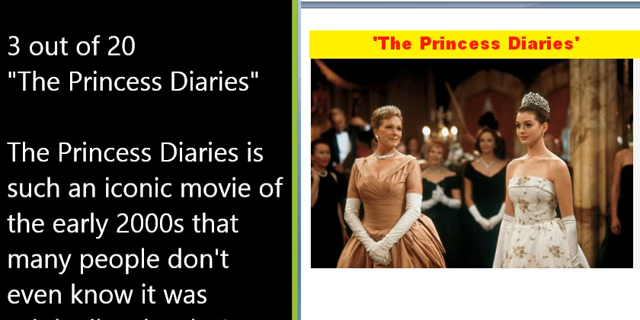 3 out of 20
"The Princess Diaries"
The Princess Diaries is
such an iconic movie of
the early 2000s that
many people don't
even know it was
'The Princess Diaries'